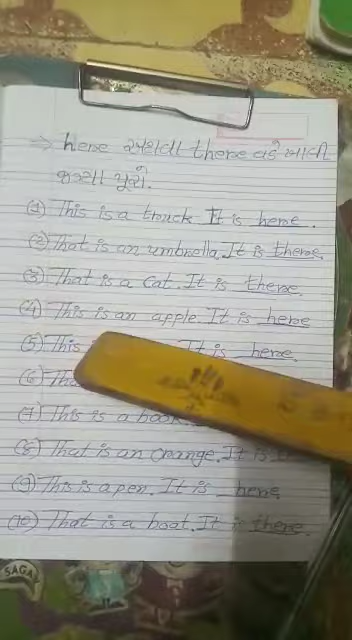 ⇒ here અથવા there વડે ખાલી
જગ્યા પૂરો.
(1) This is a truck It is here.
(2) That is an umbrella. It is there.
(3) That is a cat. It is there.
(4) This is an apple. It is here
(5) This It is here.
(6)
(7) This is a book
(8) That is an orange. It is
(9) This is a pen. It is here
(10) That is a boat. It is there.
SAGA